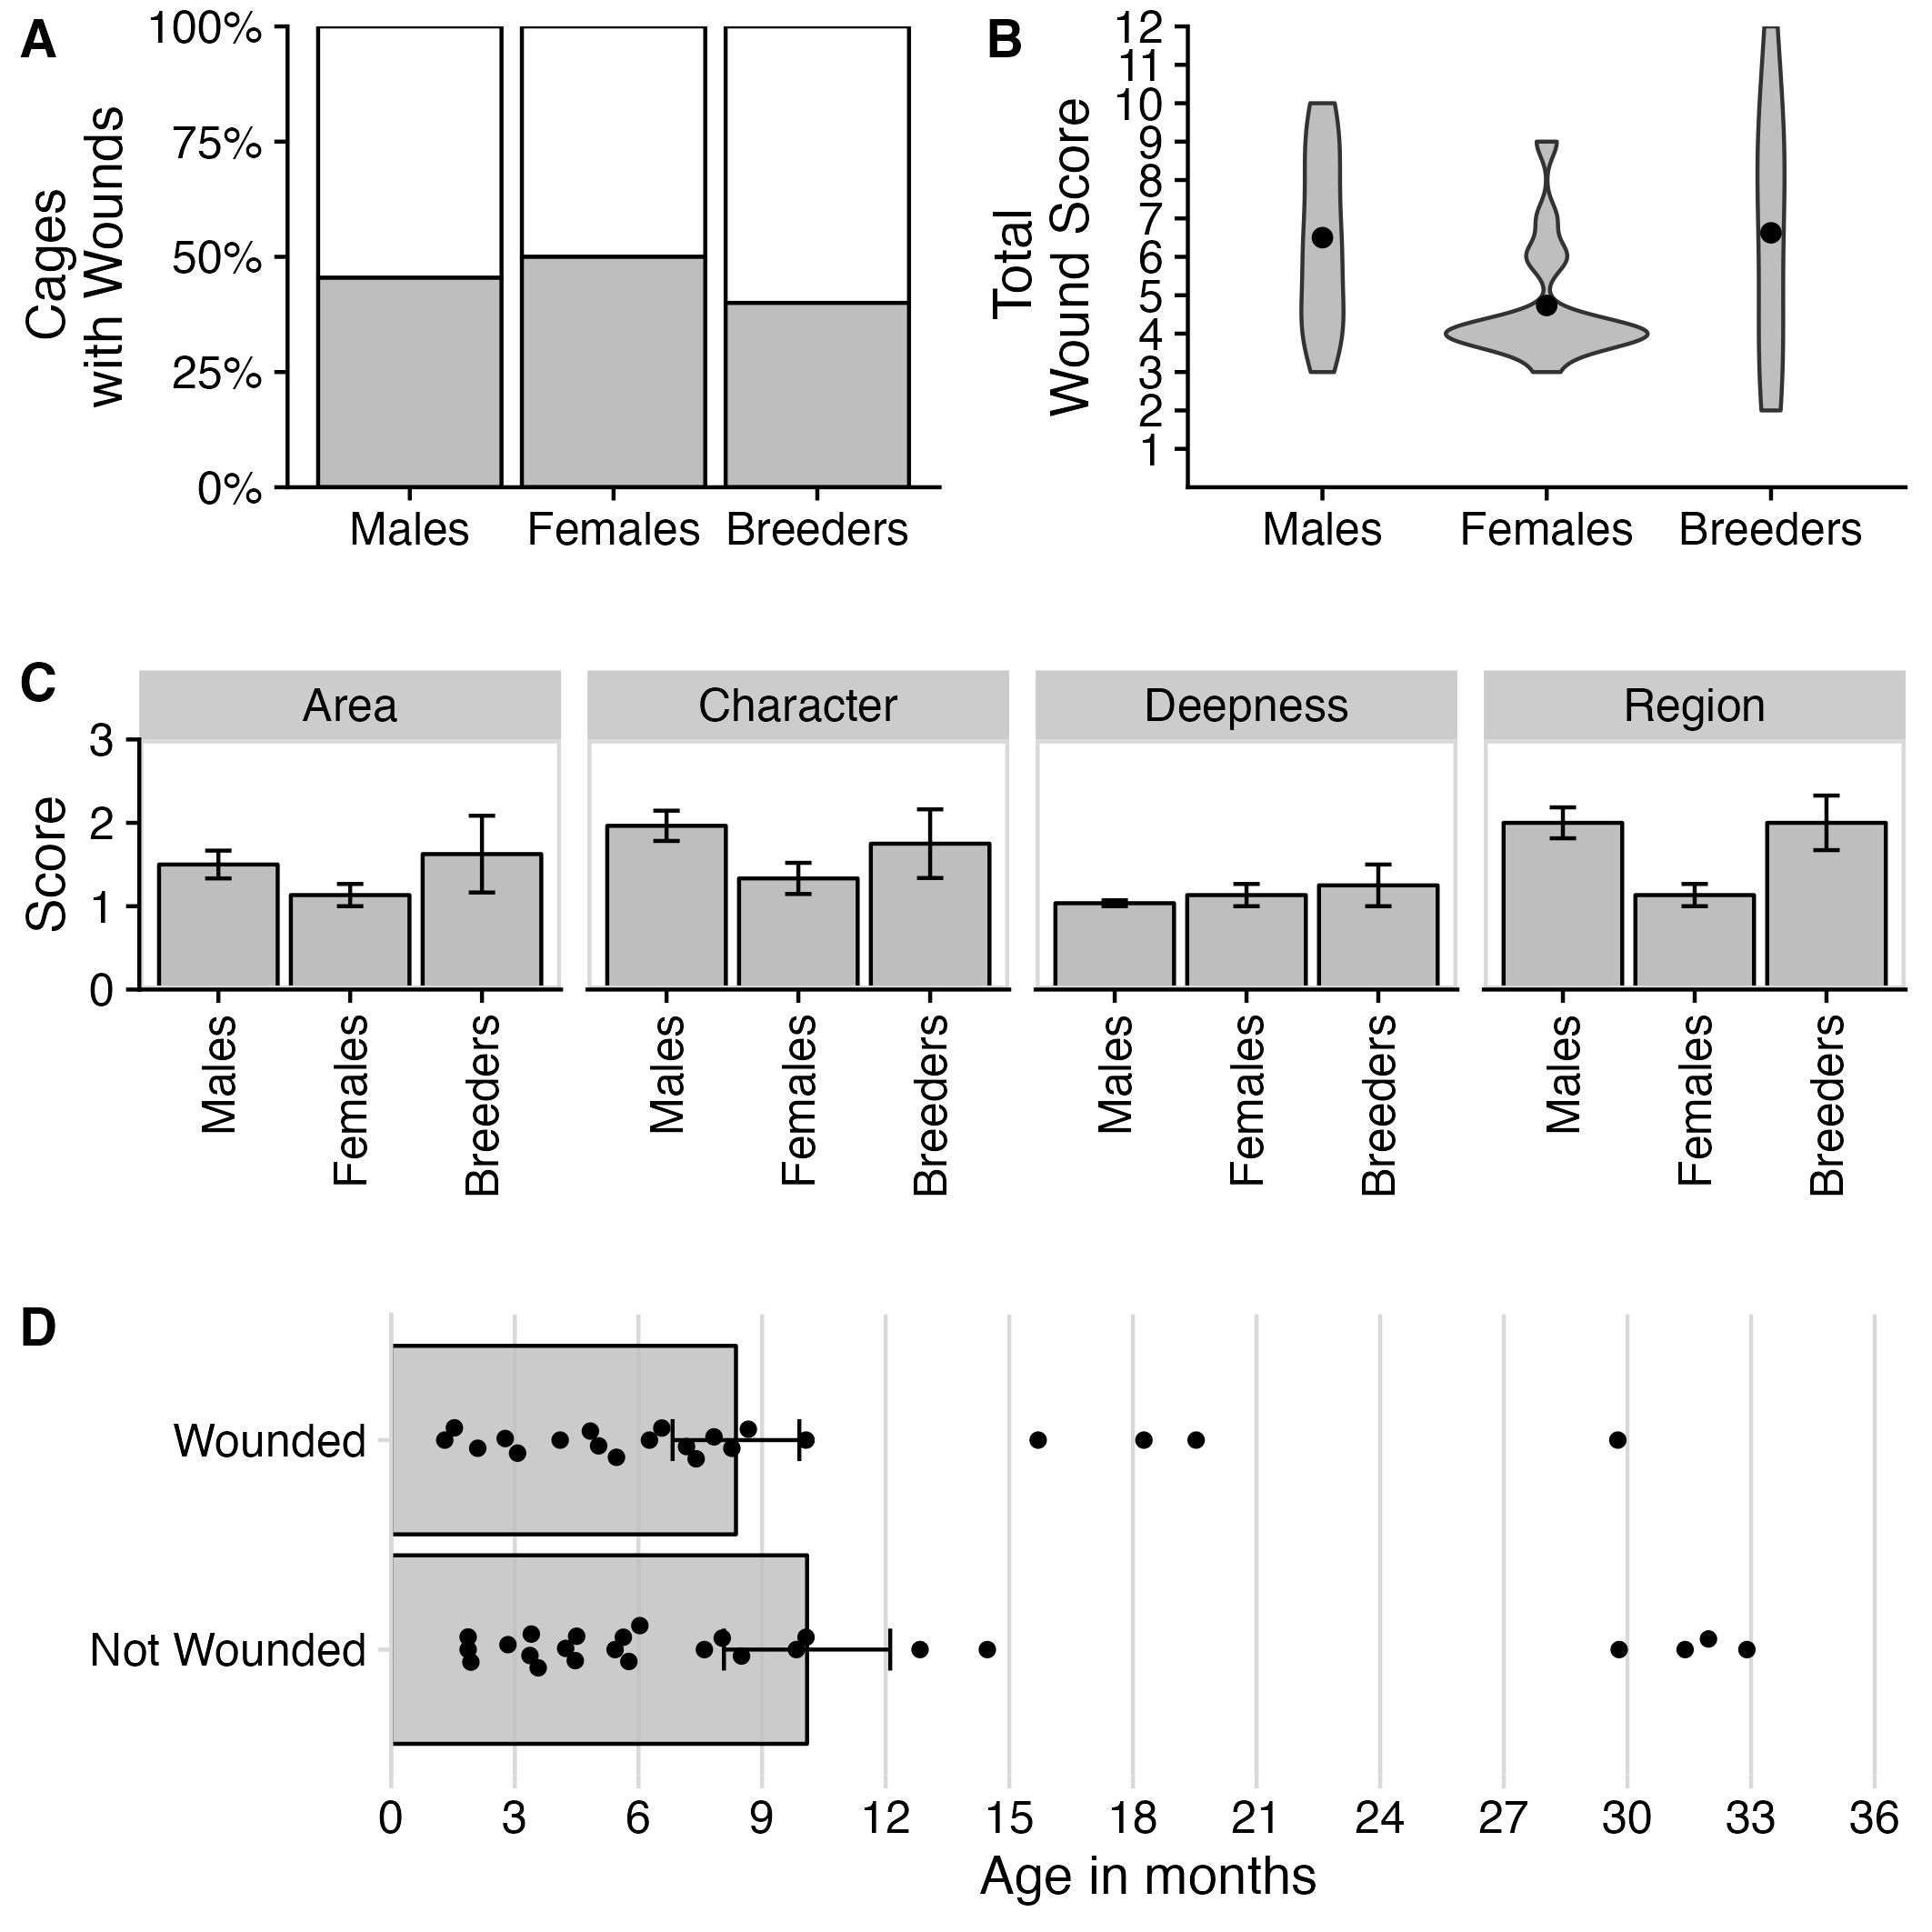 A
Cages
with Wounds
100%
75%
50%
25%
0%
Males Females Breeders
B
Total
Wound Score
12
11
10
9
8
7
6
5
4
3
2
1
Males Females Breeders
C
Area Character Deepness Region
Score
3
2
1
0
Males Females Breeders Males Females Breeders Males Females Breeders Males Females Breeders
D
Wounded
Not Wounded
0 3 6 9 12 15 18 21 24 27 30 33 36
Age in months